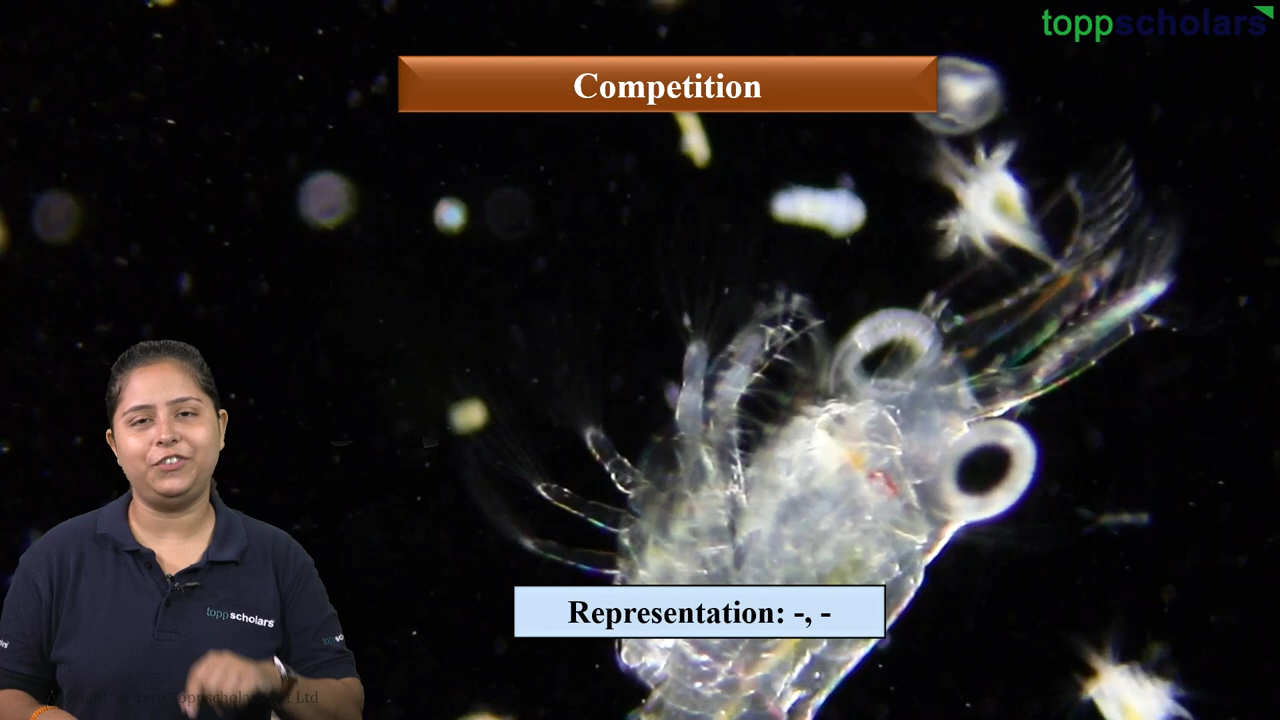 toppscholars
Competition
Representation: -, -
toppscholars